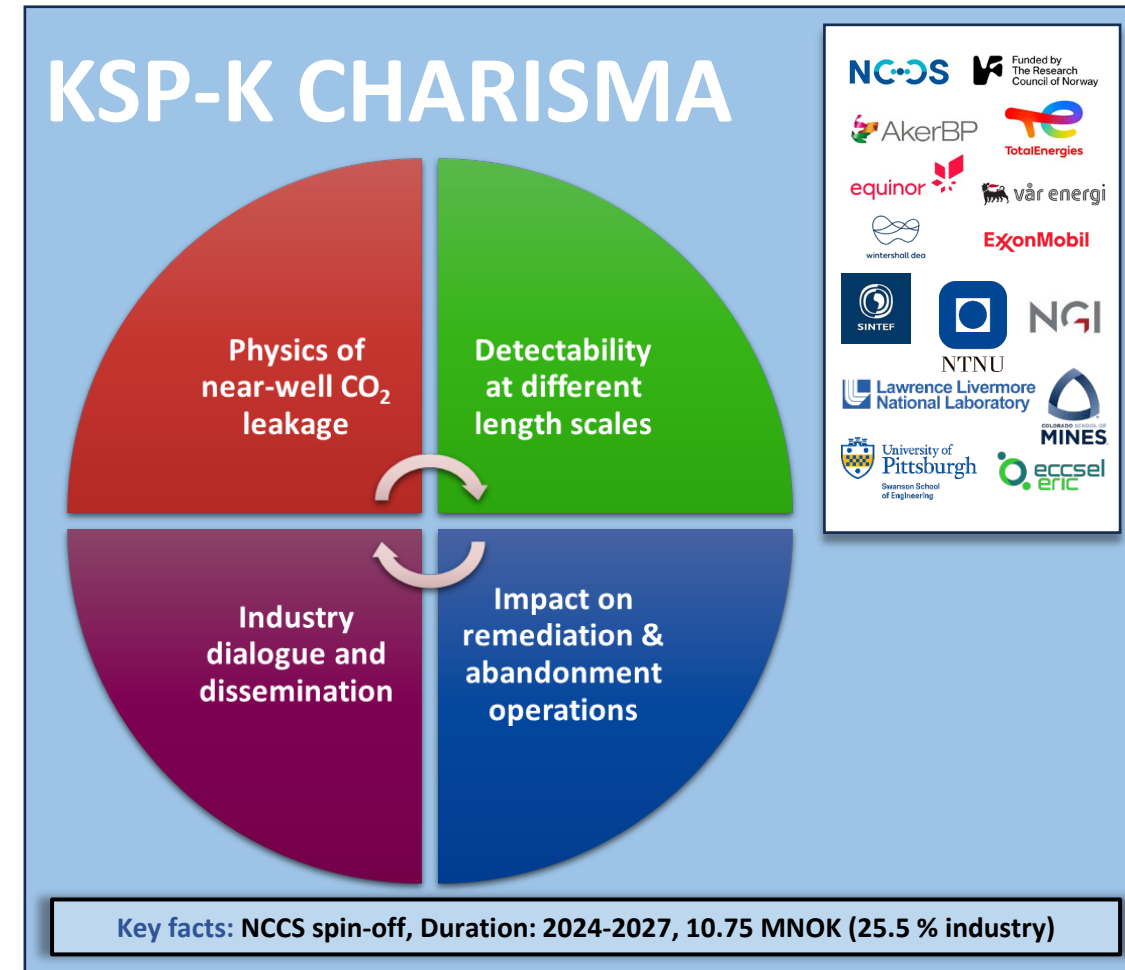 KSP-K CHARISMA
Physics of
near-well CO₂
leakage
Detectability
at different
length scales
Industry
dialogue and
dissemination
Impact on
remediation &
abandonment
operations
NCCS
Funded by
The Research
Council of Norway
AkerBP
TotalEnergies
equinor
vår energi
wintershall dea
ExxonMobil
SINTEF
NTNU
NGI
Lawrence Livermore
National Laboratory
COLORADO SCHOOL OF
MINES
University of
Pittsburgh
Swanson School
of Engineering
eccsel
eric
Key facts: NCCS spin-off, Duration: 2024-2027, 10.75 MNOK (25.5 % industry)